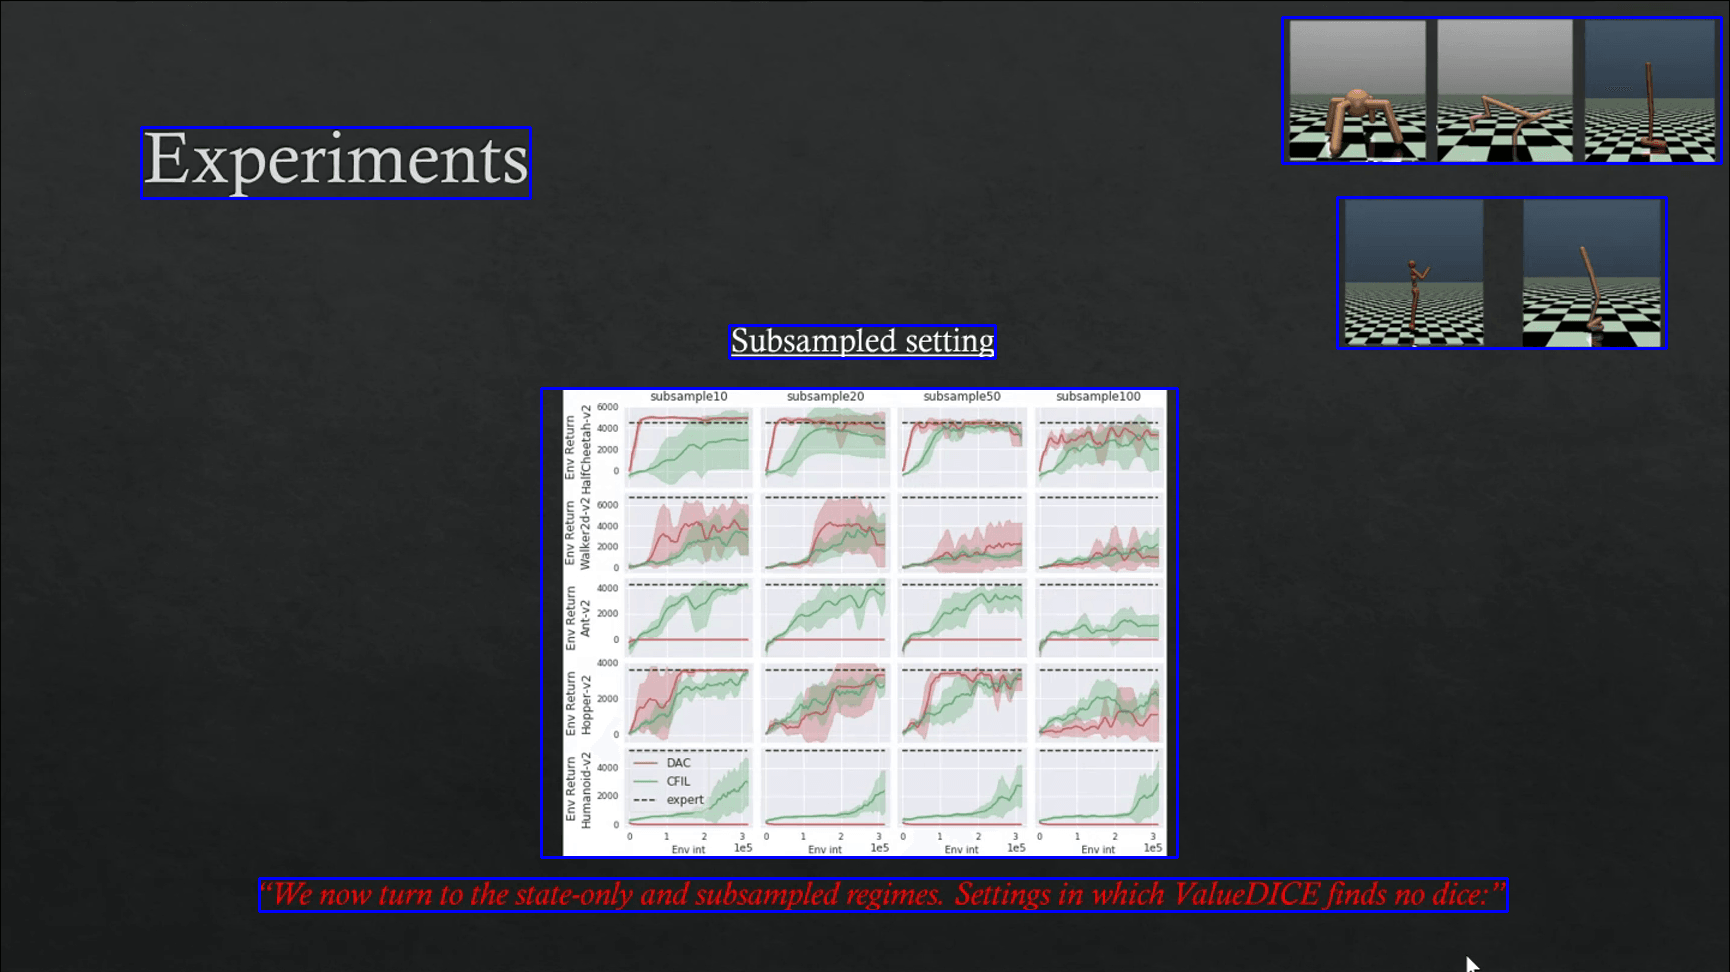 Experiments
Subsampled setting
subsample10 subsample20 subsample50 subsample100
Env Return
HalfCheetah-v2
6000
4000
2000
0
Env Return
Walker2d-v2
6000
4000
2000
0
Env Return
Ant-v2
4000
2000
0
Env Return
Hopper-v2
4000
2000
0
Env Return
Humanoid-v2
4000
2000
0
DAC
CFIL
expert
0 1 2 3 0 1 2 3 0 1 2 3 0 1 2 3
Env int 1e5 Env int 1e5 Env int 1e5 Env int 1e5
“We now turn to the state-only and subsampled regimes. Settings in which ValueDICE finds no dice:”